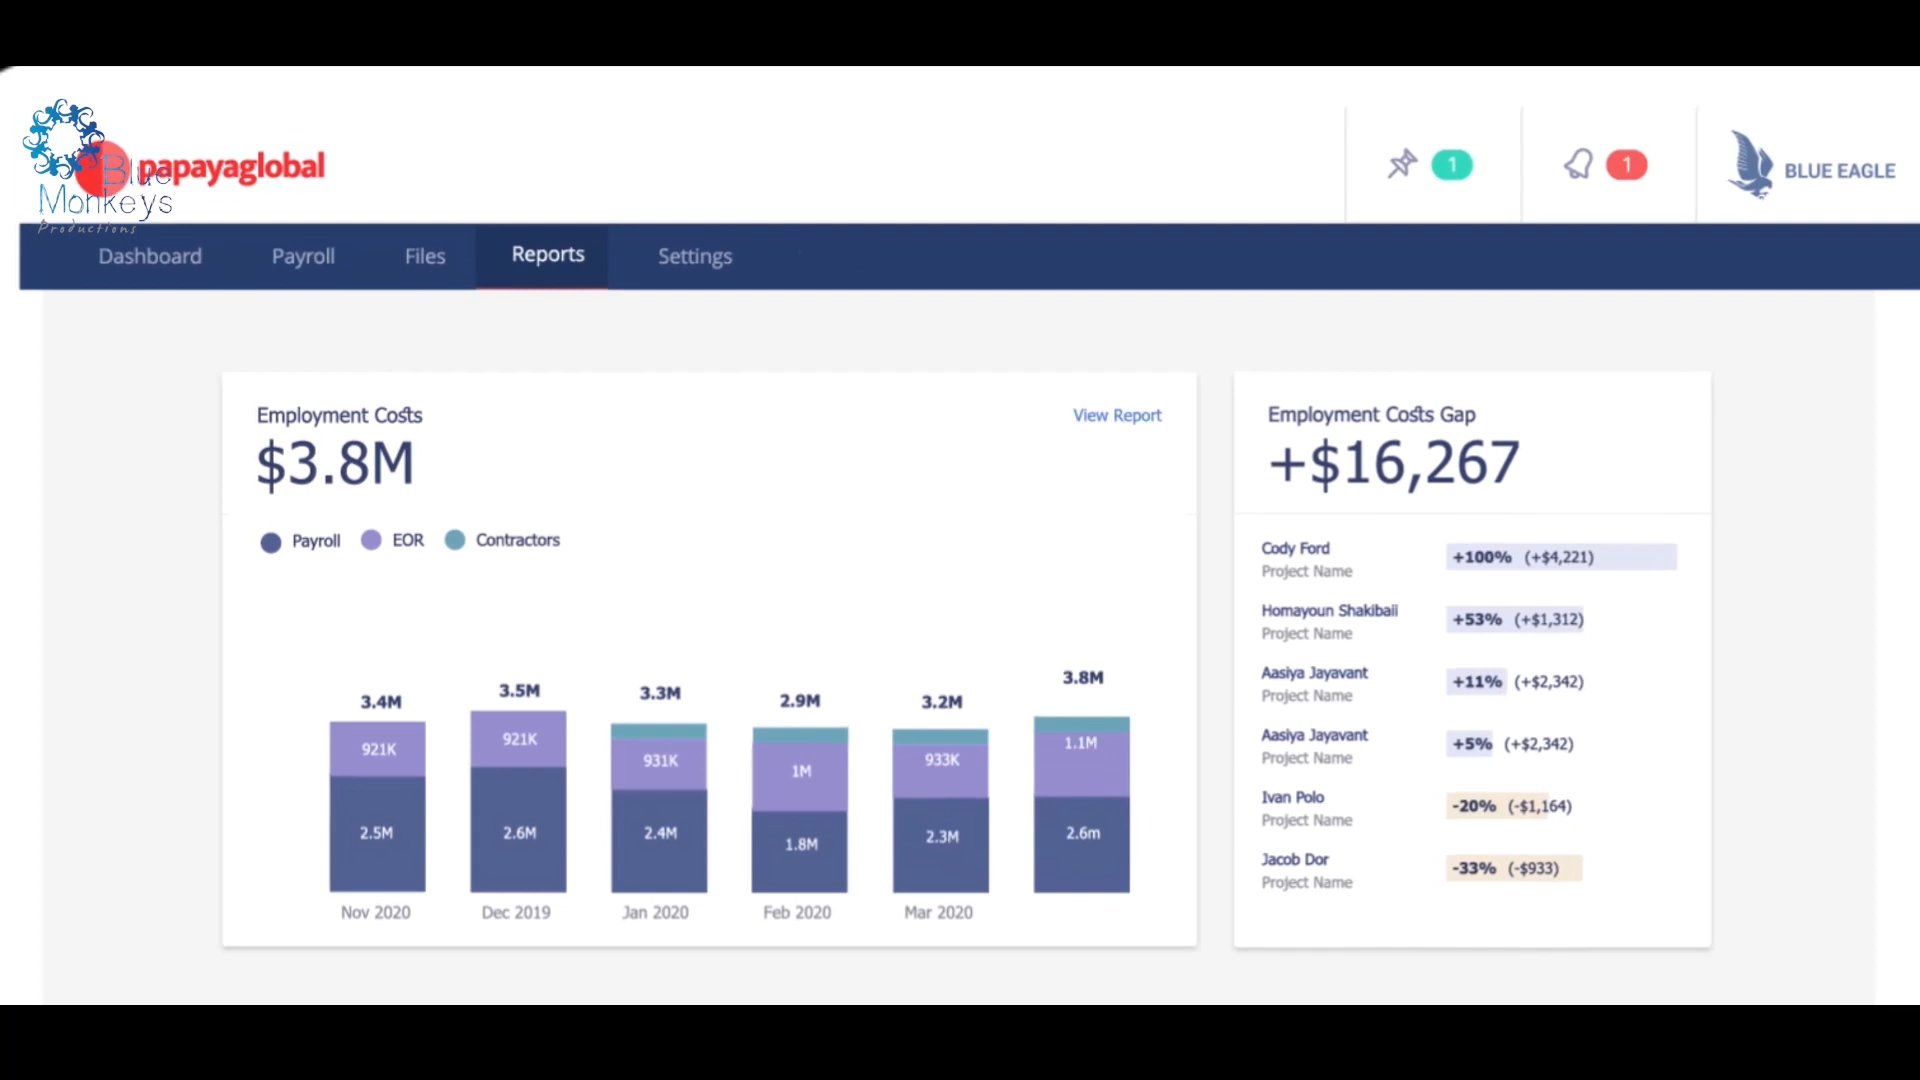 Blue
Monkeys
Productions
papayaglobal
1
1
BLUE EAGLE
Dashboard
Payroll
Files
Reports
Settings
Employment Costs
View Report
$3.8M
Payroll
EOR
Contractors
3.4M
3.5M
3.3M
2.9M
3.2M
3.8M
921K
921K
931K
1M
933K
1.1M
2.5M
2.6M
2.4M
1.8M
2.3M
2.6m
Nov 2020
Dec 2019
Jan 2020
Feb 2020
Mar 2020
Employment Costs Gap
+$16,267
Cody Ford
Project Name
+100% (+$4,221)
Homayoun Shakibaii
Project Name
+53% (+$1,312)
Aasiya Jayavant
Project Name
+11% (+$2,342)
Aasiya Jayavant
Project Name
+5% (+$2,342)
Ivan Polo
Project Name
-20% (-$1,164)
Jacob Dor
Project Name
-33% (-$933)